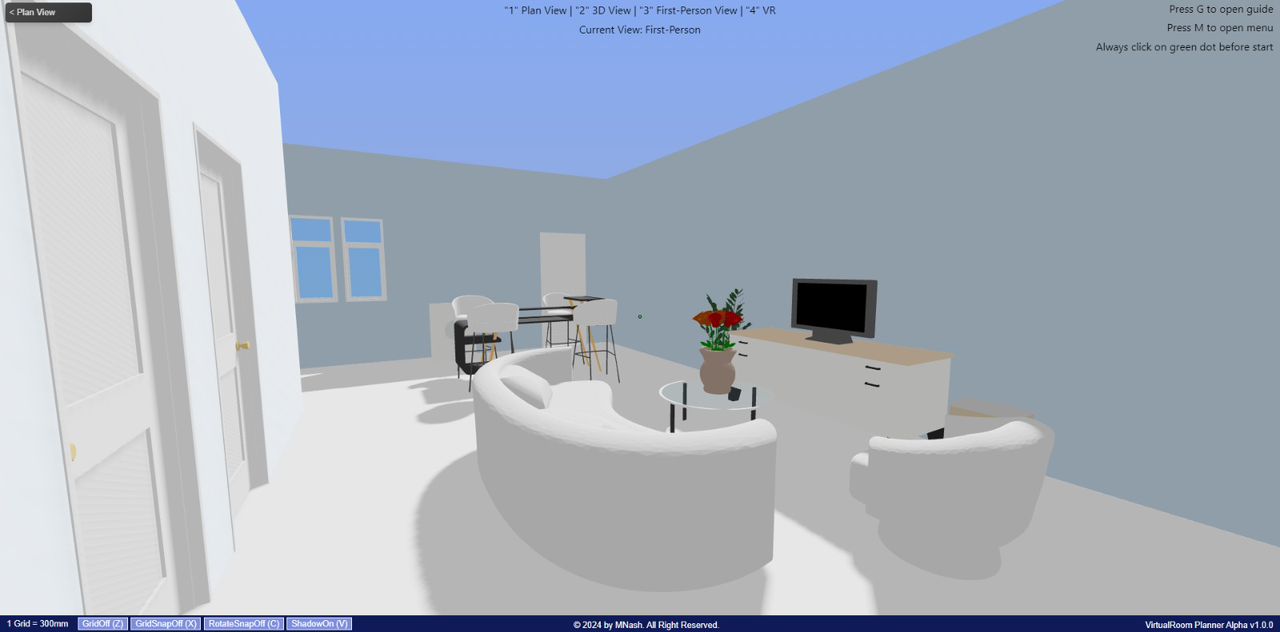 < Plan View
"1" Plan View | "2" 3D View | "3" First-Person View | "4" VR
Current View: First-Person
Press G to open guide
Press M to open menu
Always click on green dot before start
1 Grid = 300mm
GridOff (Z)
GridSnapOff (X)
RotateSnapOff (C)
ShadowOn (V)
© 2024 by MNash. All Right Reserved.
VirtualRoom Planner Alpha v1.0.0